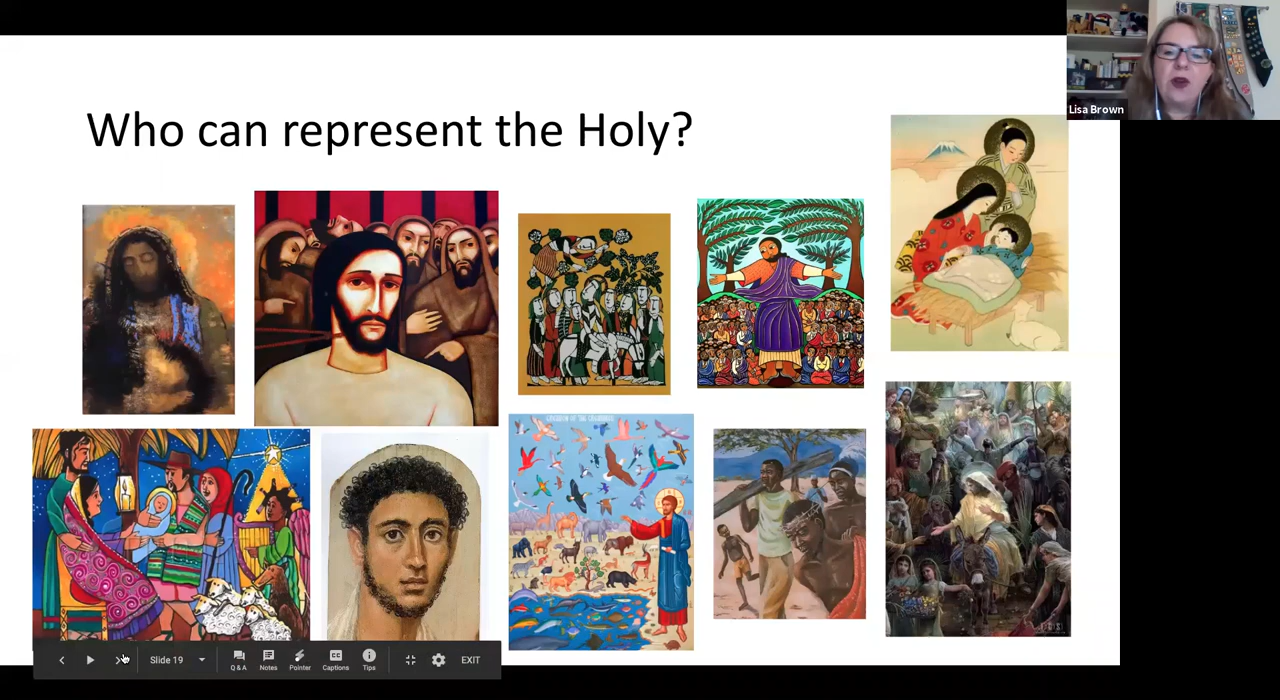 Lisa Brown
Who can represent the Holy?
Slide 19
Q & A
Notes
Pointer
Captions
Tips
EXIT